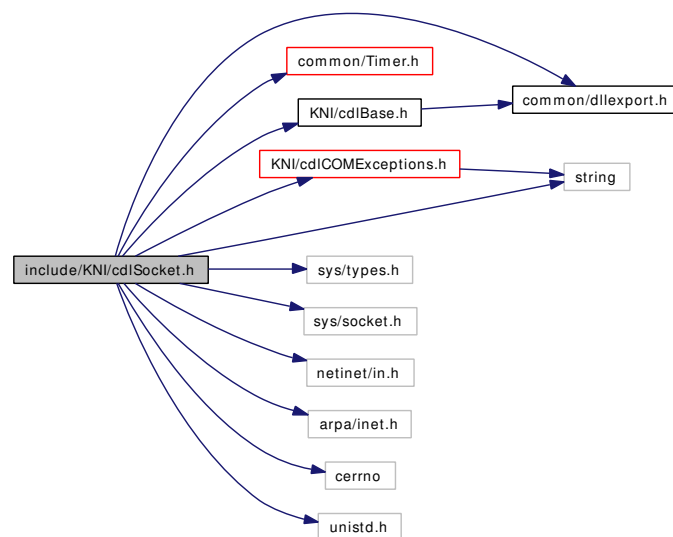 common/Timer.h
common/dllexport.h
KNI/cdlBase.h
KNI/cdlCOMExceptions.h
string
include/KNI/cdlSocket.h
sys/types.h
sys/socket.h
netinet/in.h
arpa/inet.h
cerrno
unistd.h